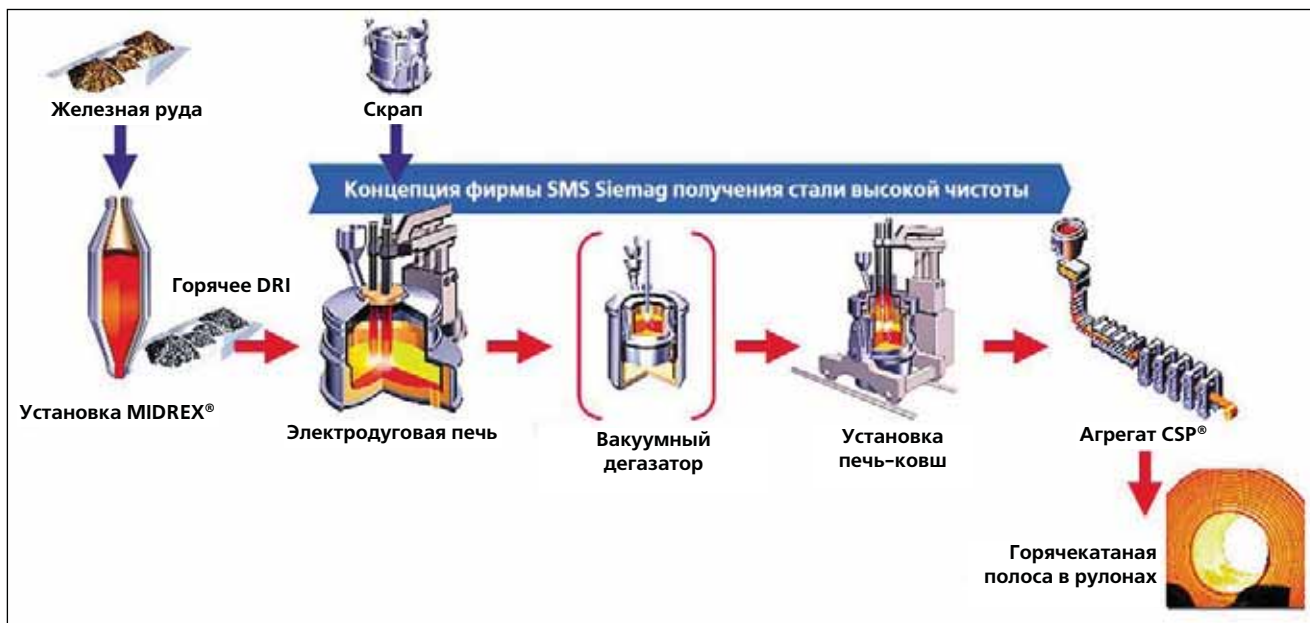 Железная руда
Скрап
Концепция фирмы SMS Siemag получения стали высокой чистоты
Горячее DRI
Установка MIDREX®
Электродуговая печь
Вакуумный
дегазатор
Установка
печь–ковш
Агрегат CSP®
Горячекатаная
полоса в рулонах